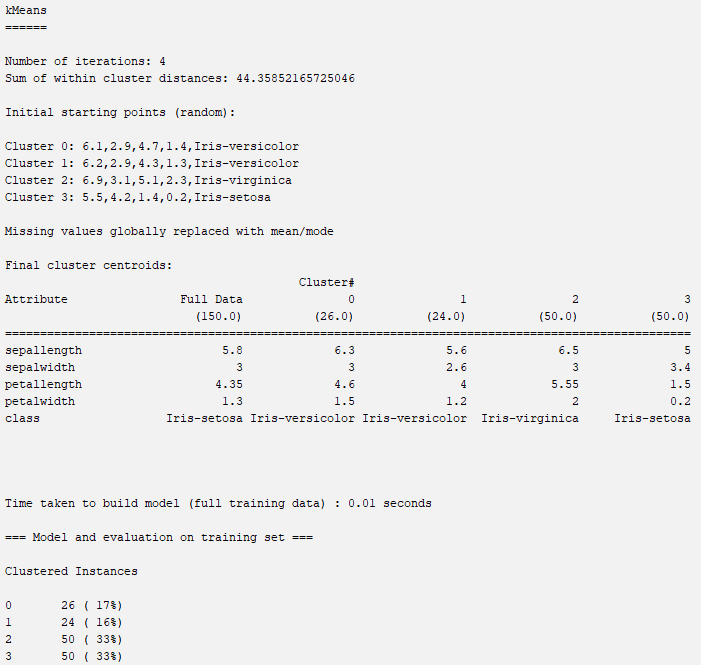 kMeans
======
Number of iterations: 4
Sum of within cluster distances: 44.35852165725046
Initial starting points (random):
Cluster 0: 6.1,2.9,4.7,1.4,Iris-versicolor
Cluster 1: 6.2,2.9,4.3,1.3,Iris-versicolor
Cluster 2: 6.9,3.1,5.1,2.3,Iris-virginica
Cluster 3: 5.5,4.2,1.4,0.2,Iris-setosa
Missing values globally replaced with mean/mode
Final cluster centroids:
                                          Cluster#
Attribute                Full Data               0               1               2               3
                           (150.0)          (26.0)          (24.0)          (50.0)          (50.0)
==================================================================================================
sepallength                    5.8             6.3             5.6             6.5               5
sepalwidth                       3               3             2.6               3             3.4
petallength                   4.35             4.6               4            5.55             1.5
petalwidth                     1.3             1.5             1.2               2             0.2
class                  Iris-setosa Iris-versicolor Iris-versicolor  Iris-virginica     Iris-setosa
Time taken to build model (full training data) : 0.01 seconds
=== Model and evaluation on training set ===
Clustered Instances
0       26 ( 17%)
1       24 ( 16%)
2       50 ( 33%)
3       50 ( 33%)